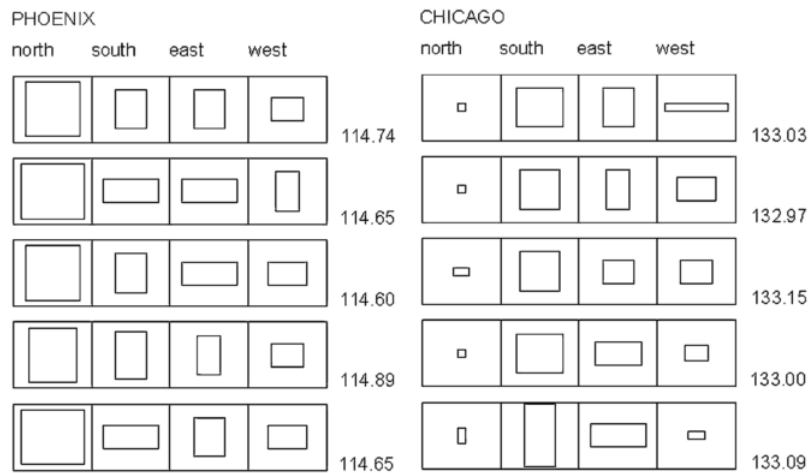 PHOENIX
north south east west
114.74
114.65
114.60
114.89
114.65
CHICAGO
north south east west
133.03
132.97
133.15
133.00
133.09